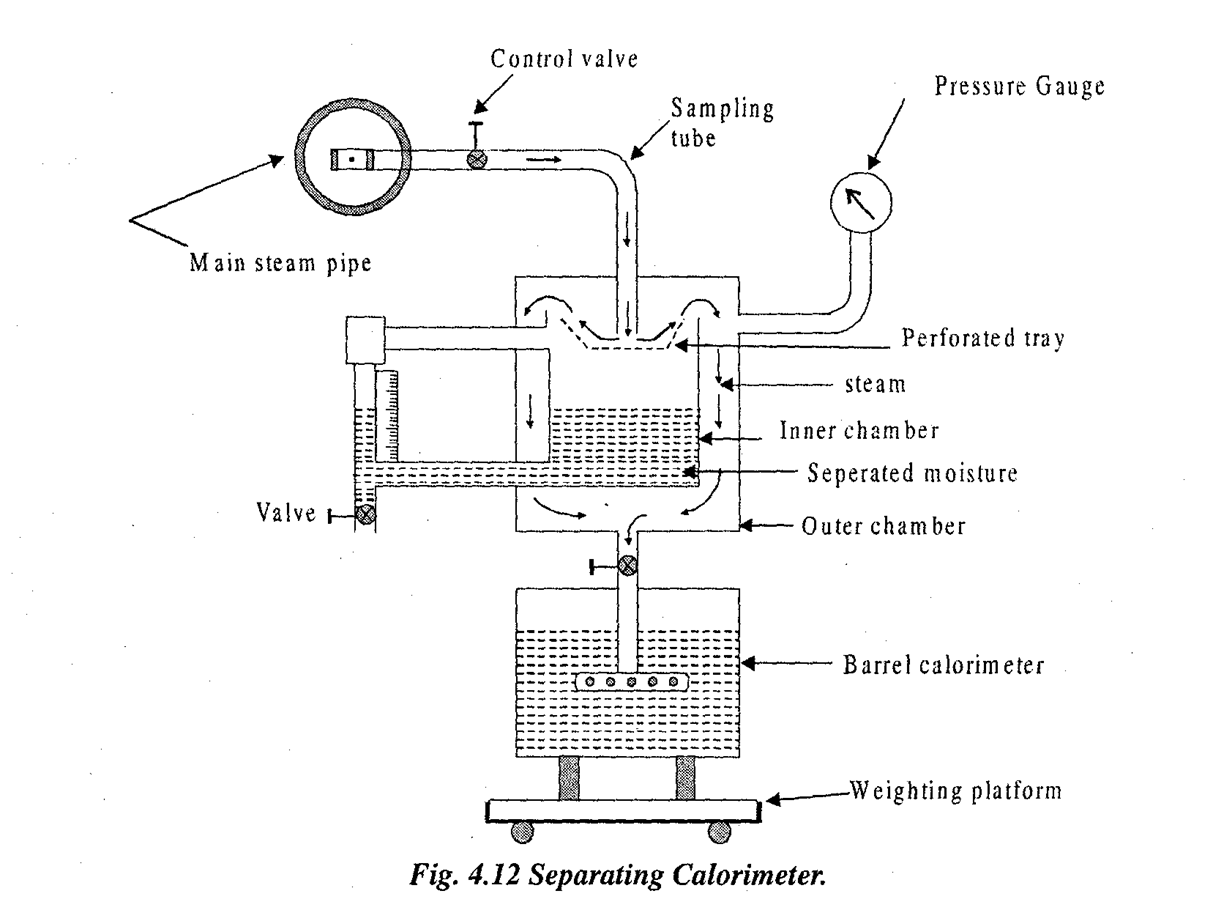 Control valve
Pressure Gauge
Sampling
tube
Main steam pipe
Perforated tray
steam
Inner chamber
Seperated moisture
Valve
Outer chamber
Barrel calorimeter
Weighting platform
Fig. 4.12 Separating Calorimeter.